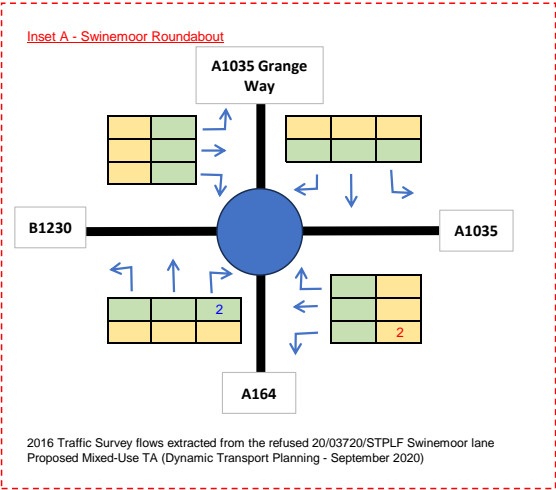 Inset A - Swinemoor Roundabout
A1035 Grange
Way
B1230
A1035
2
2
A164
2016 Traffic Survey flows extracted from the refused 20/03720/STPLF Swinemoor lane
Proposed Mixed-Use TA (Dynamic Transport Planning - September 2020)